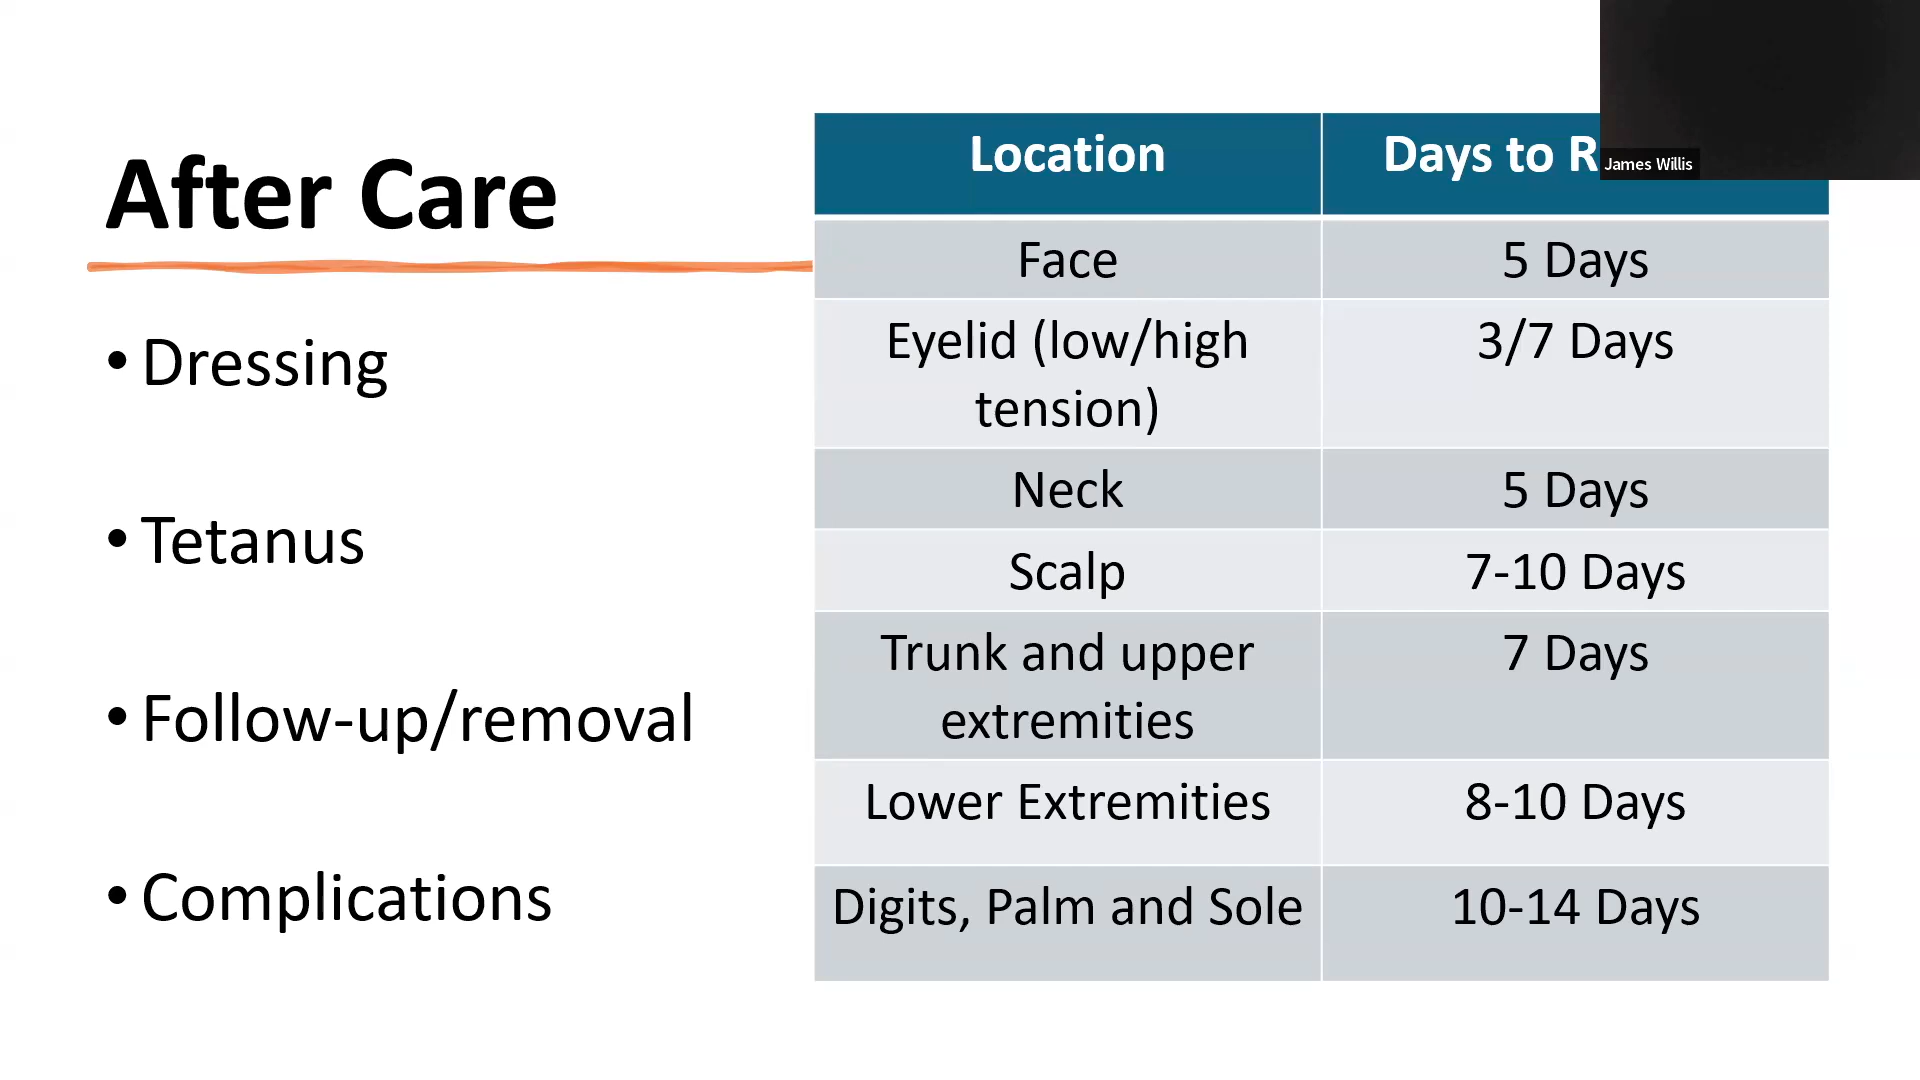 After Care
• Dressing
• Tetanus
• Follow-up/removal
• Complications
James Willis
Location Days to R
Face 5 Days
Eyelid (low/high 3/7 Days
tension)
Neck 5 Days
Scalp 7-10 Days
Trunk and upper 7 Days
extremities
Lower Extremities 8-10 Days
Digits, Palm and Sole 10-14 Days